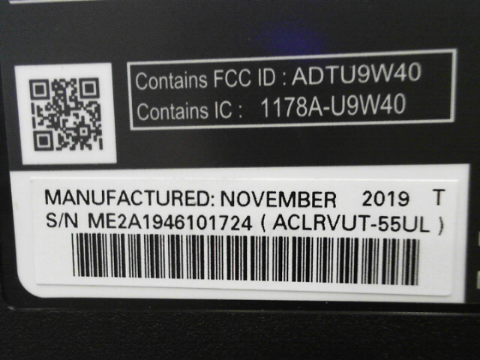 Contains FCC ID : ADTU9W40
Contains IC : 1178A-U9W40
MANUFACTURED: NOVEMBER 2019 T
S/N ME2A1946101724 ( ACLRVUT-55UL )